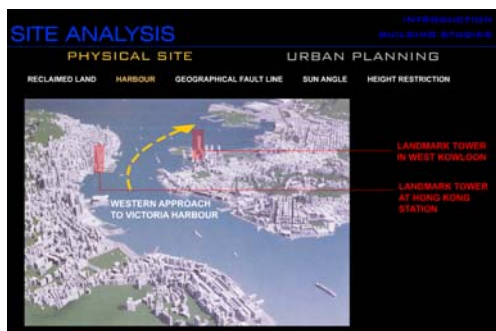 INTRODUCTION
SITE ANALYSIS
BUILDING STUDIES
PHYSICAL SITE
URBAN PLANNING
RECLAIMED LAND
HARBOUR
GEOGRAPHICAL FAULT LINE
SUN ANGLE
HEIGHT RESTRICTION
LANDMARK TOWER
IN WEST KOWLOON
LANDMARK TOWER
AT HONG KONG
STATION
WESTERN APPROACH
TO VICTORIA HARBOUR